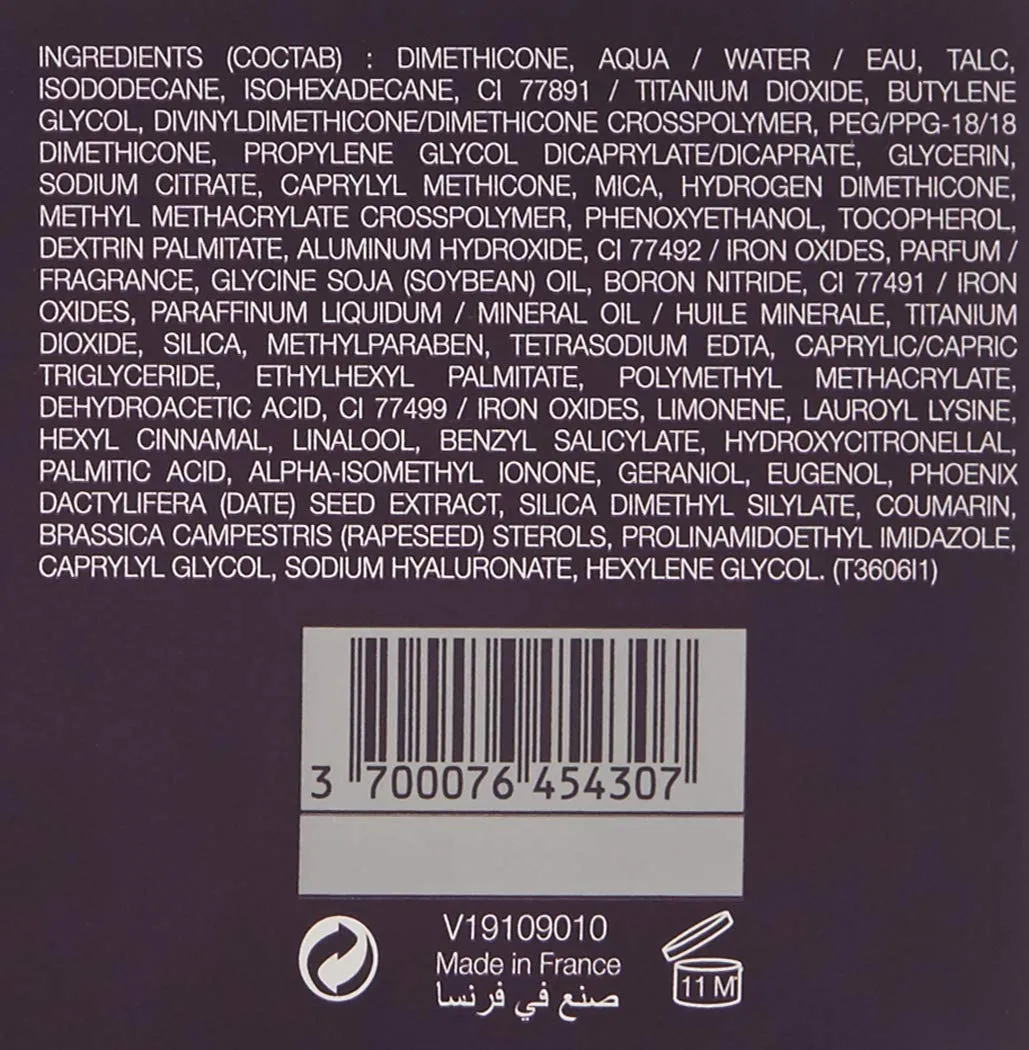 INGREDIENTS (COCTAB) : DIMETHICONE, AQUA / WATER / EAU, TALC,
ISODODECANE, ISOHEXADECANE, CI 77891 / TITANIUM DIOXIDE, BUTYLENE
GLYCOL, DIVINYLDIMETHICONE/DIMETHICONE CROSSPOLYMER, PEG/PPG-18/18
DIMETHICONE, PROPYLENE GLYCOL DICAPRYLATE/DICAPRATE, GLYCERIN,
SODIUM CITRATE, CAPRYLYL METHICONE, MICA, HYDROGEN DIMETHICONE,
METHYL METHACRYLATE CROSSPOLYMER, PHENOXYETHANOL, TOCOPHEROL,
DEXTRIN PALMITATE, ALUMINUM HYDROXIDE, CI 77492 / IRON OXIDES, PARFUM /
FRAGRANCE, GLYCINE SOJA (SOYBEAN) OIL, BORON NITRIDE, CI 77491 / IRON
OXIDES, PARAFFINUM LIQUIDUM / MINERAL OIL / HUILE MINERALE, TITANIUM
DIOXIDE, SILICA, METHYLPARABEN, TETRASODIUM EDTA, CAPRYLIC/CAPRIC
TRIGLYCERIDE, ETHYLHEXYL PALMITATE, POLYMETHYL METHACRYLATE,
DEHYDROACETIC ACID, CI 77499 / IRON OXIDES, LIMONENE, LAUROYL LYSINE,
HEXYL CINNAMAL, LINALOOL, BENZYL SALICYLATE, HYDROXYCITRONELLAL,
PALMITIC ACID, ALPHA-ISOMETHYL IONONE, GERANIOL, EUGENOL, PHOENIX
DACTYLIFERA (DATE) SEED EXTRACT, SILICA DIMETHYL SILYLATE, COUMARIN,
BRASSICA CAMPESTRIS (RAPESEED) STEROLS, PROLINAMIDOETHYL IMIDAZOLE,
CAPRYLYL GLYCOL, SODIUM HYALURONATE, HEXYLENE GLYCOL. (T3606I1)
3 700076 454307
V19109010
Made in France
صنع في فرنسا
11 M